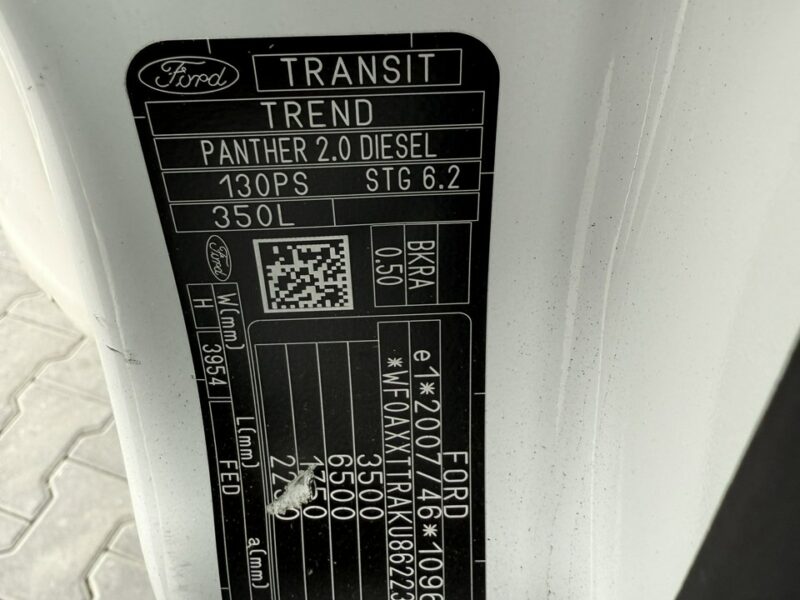 Ford
TRANSIT
TREND
PANTHER 2.0 DIESEL
130PS STG 6.2
350L
Ford
BKRA
0.50
FORD
e1*2007/46*1096
*WF0AXXTTRAKU86223
3500
6500
W(mm) L(mm) a(mm)
H 3954 FED